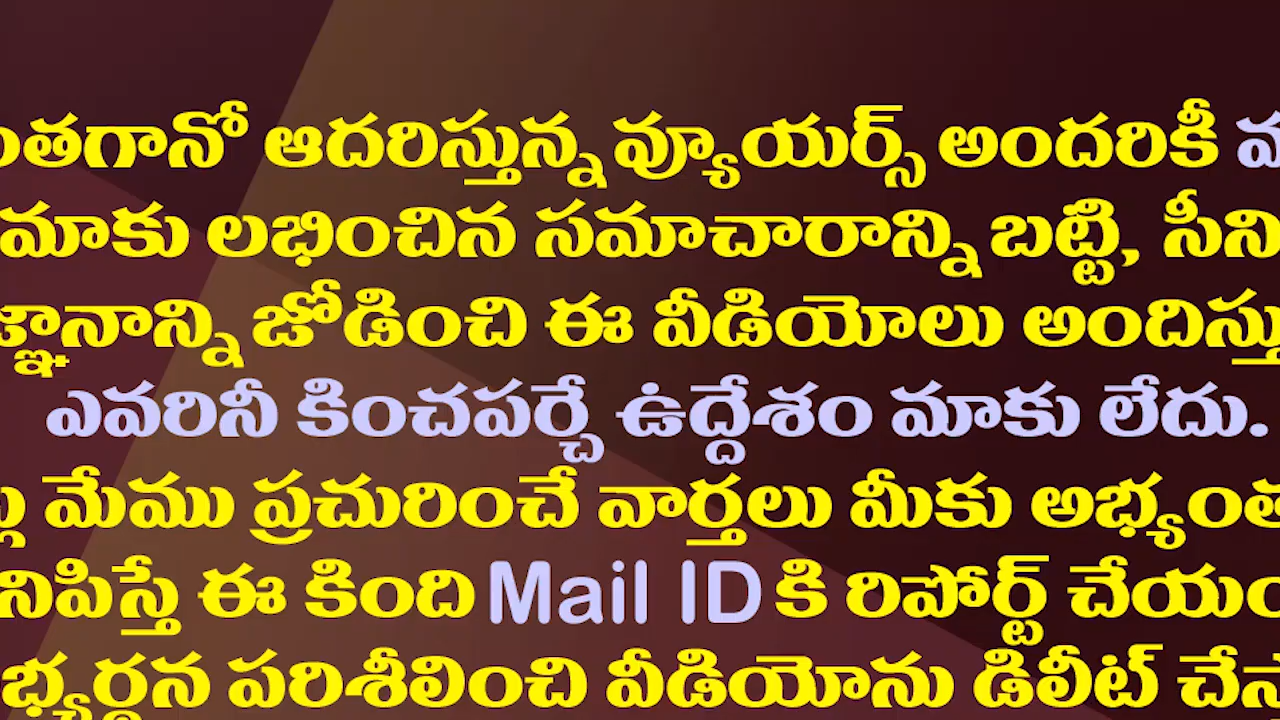 ంతగానో ఆదరిస్తున్న వ్యూయర్స్ అందరికీ
మాకు లభించిన సమాచారాన్ని బట్టి, సీని
జ్ఞానాన్ని జోడించి ఈ వీడియోలు అందిస్తు
ఎవరినీ కించపర్చే ఉద్దేశం మాకు లేదు.
మేము ప్రచురించే వార్తలు మీకు అభ్యంత
నిపిస్తే ఈ కింది Mail ID కి రిపోర్ట్ చేయం
భ్యర్థన పరిశీలించి వీడియోను డిలీట్ చేస